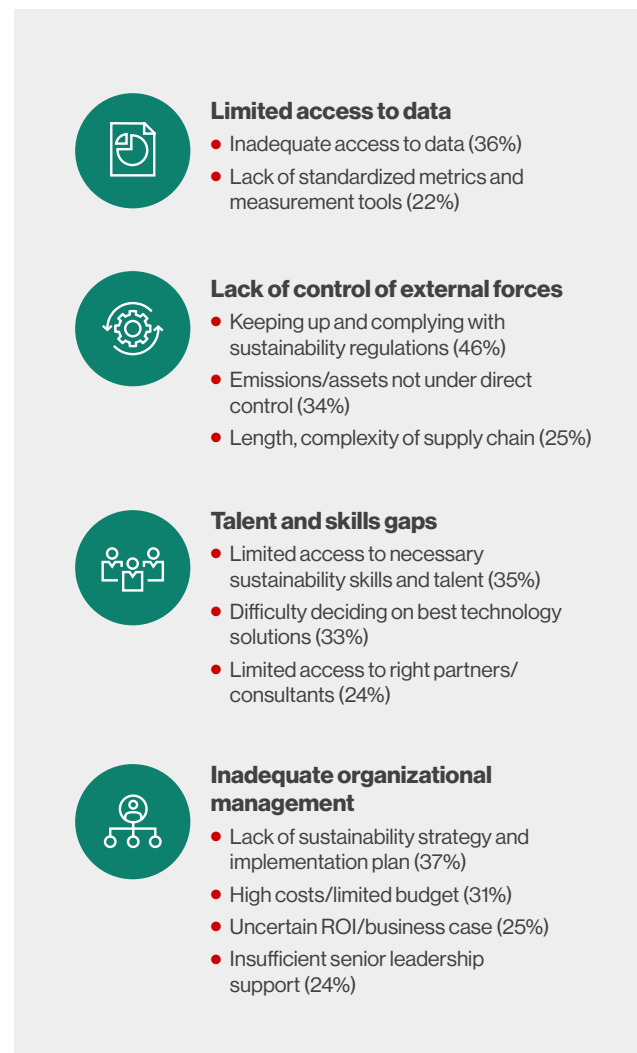 Limited access to data
• Inadequate access to data (36%)
• Lack of standardized metrics and
measurement tools (22%)
Lack of control of external forces
• Keeping up and complying with
sustainability regulations (46%)
• Emissions/assets not under direct
control (34%)
• Length, complexity of supply chain (25%)
Talent and skills gaps
• Limited access to necessary
sustainability skills and talent (35%)
• Difficulty deciding on best technology
solutions (33%)
• Limited access to right partners/
consultants (24%)
Inadequate organizational
management
• Lack of sustainability strategy and
implementation plan (37%)
• High costs/limited budget (31%)
• Uncertain ROI/business case (25%)
• Insufficient senior leadership
support (24%)